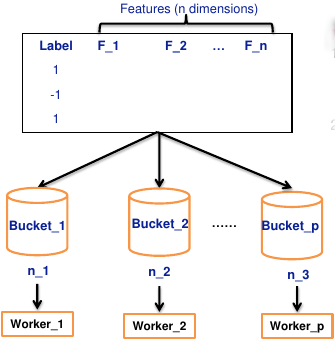 Features (n dimensions)
Label F_1 F_2 ... F_n
1
-1
1
Bucket_1 Bucket_2 ...... Bucket_p
n_1 n_2 n_3
Worker_1 Worker_2 Worker_p